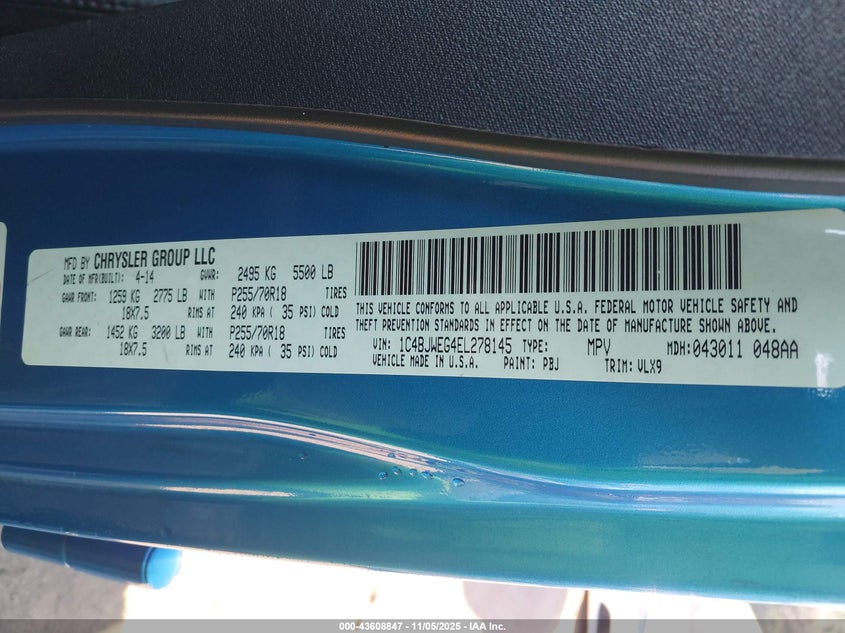 MFD BY CHRYSLER GROUP LLC
DATE OF MFR(BUILT): 4-14 GVWR: 2495 KG 5500 LB
GAWR FRONT: 1259 KG 2775 LB WITH P255/70R18 TIRES
18X7.5 RIMS AT 240 KPA ( 35 PSI) COLD
GAWR REAR: 1452 KG 3200 LB WITH P255/70R18 TIRES
18X7.5 RIMS AT 240 KPA ( 35 PSI) COLD
THIS VEHICLE CONFORMS TO ALL APPLICABLE U.S.A. FEDERAL MOTOR VEHICLE SAFETY AND
THEFT PREVENTION STANDARDS IN EFFECT ON THE DATE OF MANUFACTURE SHOWN ABOVE.
VIN: 1C4BJWEG4EL278145 TYPE: MPV MDH:043011 048AA
VEHICLE MADE IN U.S.A. PAINT: PBJ TRIM: VLX9
000-43608847 - 11/05/2025 - IAA Inc.